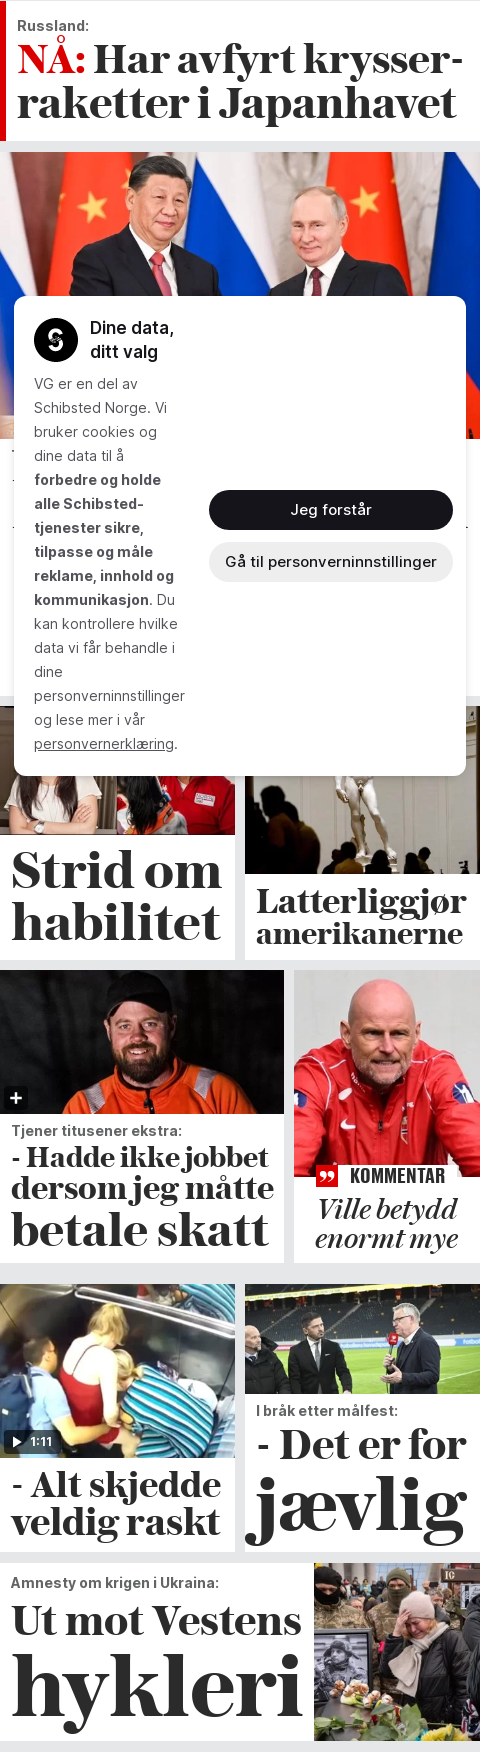 Russland:
NÅ: Har avfyrt krysser-
raketter i Japanhavet
Dine data,
ditt valg
VG er en del av
Schibsted Norge. Vi
bruker cookies og
dine data til å
forbedre og holde
alle Schibsted-
tjenester sikre,
tilpasse og måle
reklame, innhold og
kommunikasjon. Du
kan kontrollere hvilke
data vi får behandle i
dine
personverninnstillinger
og lese mer i vår
personvernerklæring.
Jeg forstår
Gå til personverninnstillinger
Strid om
habilitet
Latterliggjør
amerikanerne
Tjener titusener ekstra:
- Hadde ikke jobbet
dersom jeg måtte
betale skatt
KOMMENTAR
Ville betydd
enormt mye
1:11
- Alt skjedde
veldig raskt
I bråk etter målfest:
- Det er for
jævlig
Amnesty om krigen i Ukraina:
Ut mot Vestens
hykleri